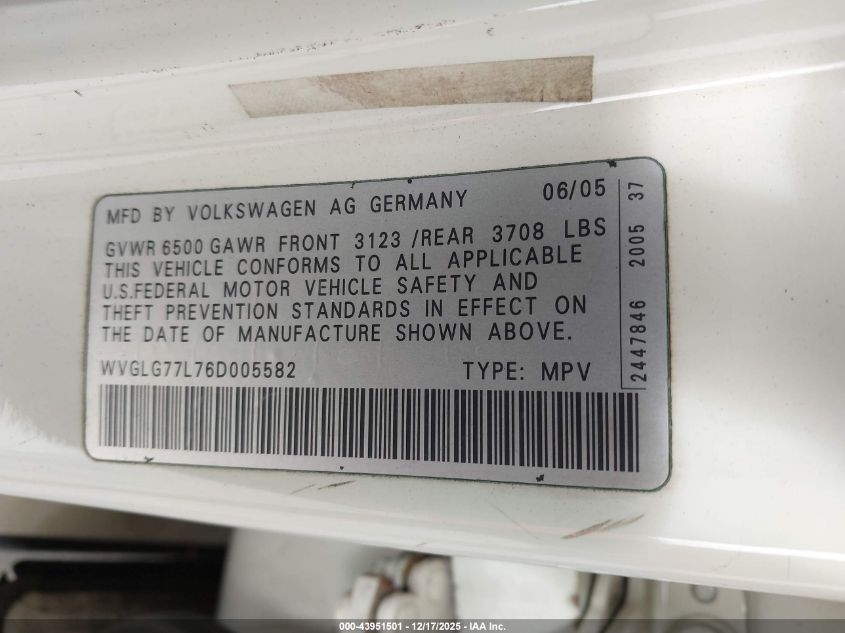 MFD BY VOLKSWAGEN AG GERMANY 06/05
GVWR 6500 GAWR FRONT 3123 /REAR 3708 LBS
THIS VEHICLE CONFORMS TO ALL APPLICABLE
U.S.FEDERAL MOTOR VEHICLE SAFETY AND
THEFT PREVENTION STANDARDS IN EFFECT ON
THE DATE OF MANUFACTURE SHOWN ABOVE.
WVGLG77L76D005582 TYPE: MPV
2447846 2005 37
000-43951501 - 12/17/2025 - IAA Inc.